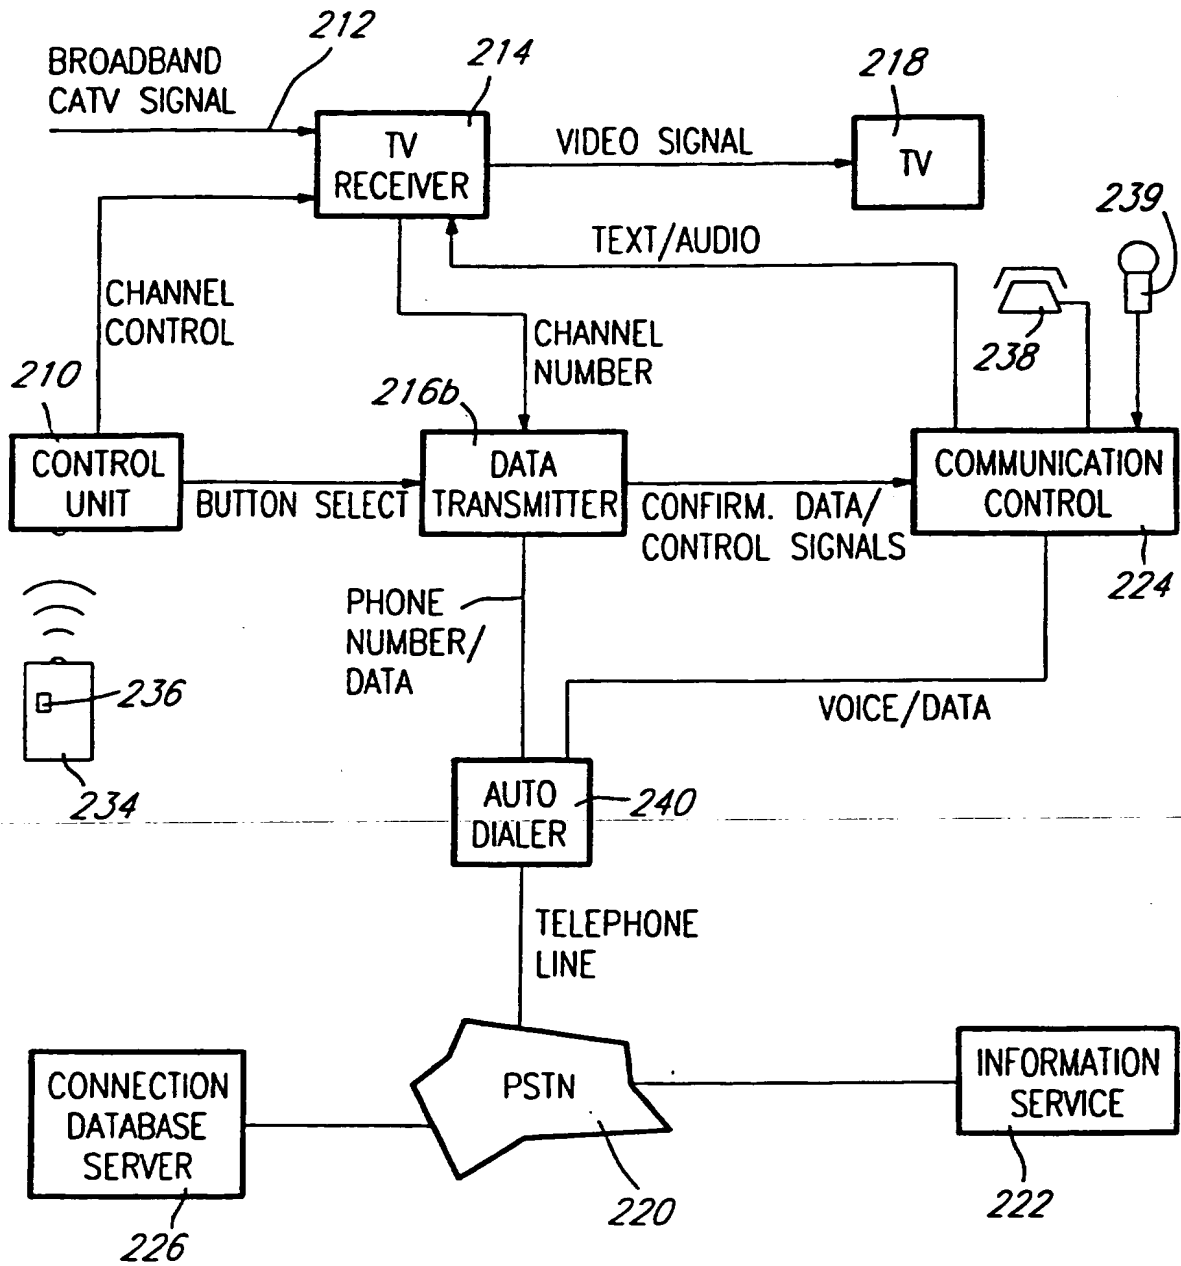 212
BROADBAND
CATV SIGNAL
214
TV
RECEIVER
VIDEO SIGNAL
218
TV
239
TEXT/AUDIO
CHANNEL
CONTROL
CHANNEL
NUMBER
238
210
216b
CONTROL
UNIT
BUTTON SELECT
DATA
TRANSMITTER
CONFIRM. DATA/
CONTROL SIGNALS
COMMUNICATION
CONTROL
224
PHONE
NUMBER/
DATA
236
VOICE/DATA
234
AUTO
DIALER
240
TELEPHONE
LINE
CONNECTION
DATABASE
SERVER
PSTN
INFORMATION
SERVICE
220
222
226